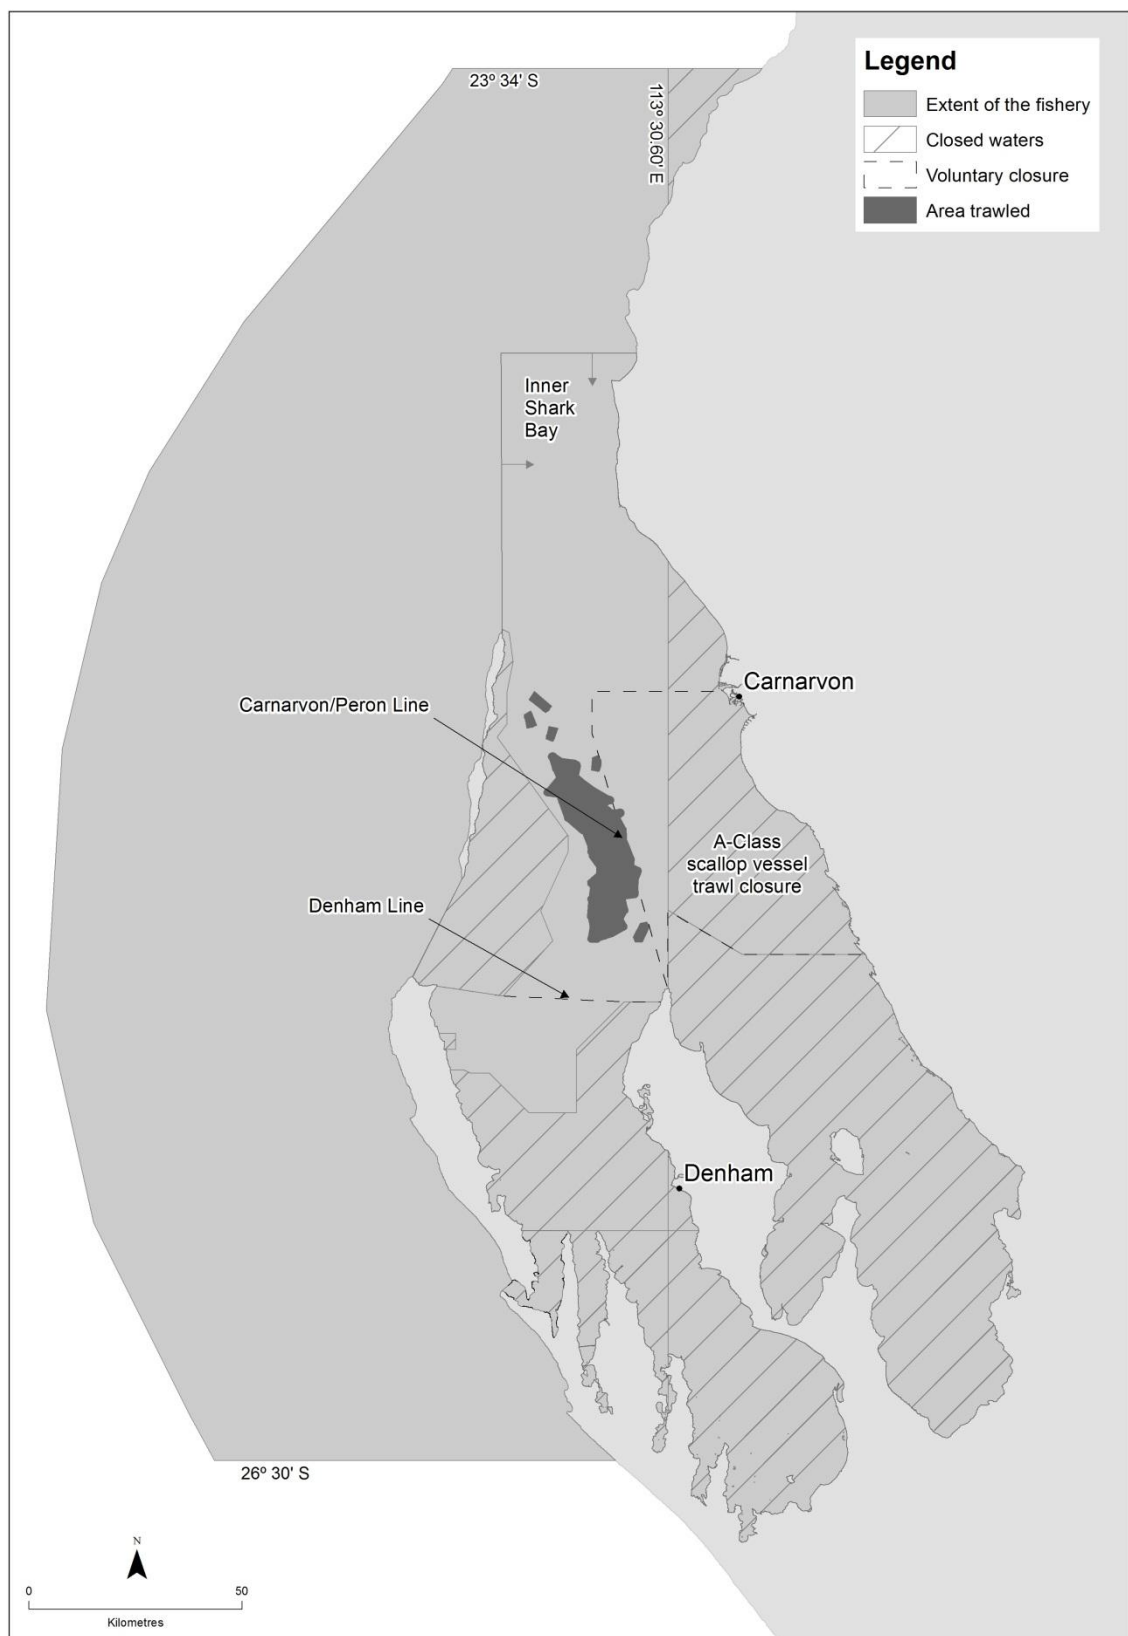 23º 34' S
113º 30.60' E
Legend
Extent of the fishery
Closed waters
Voluntary closure
Area trawled
Inner
Shark
Bay
Carnarvon
Carnarvon/Peron Line
A-Class
scallop vessel
trawl closure
Denham Line
Denham
26º 30' S
N
0 50
Kilometres